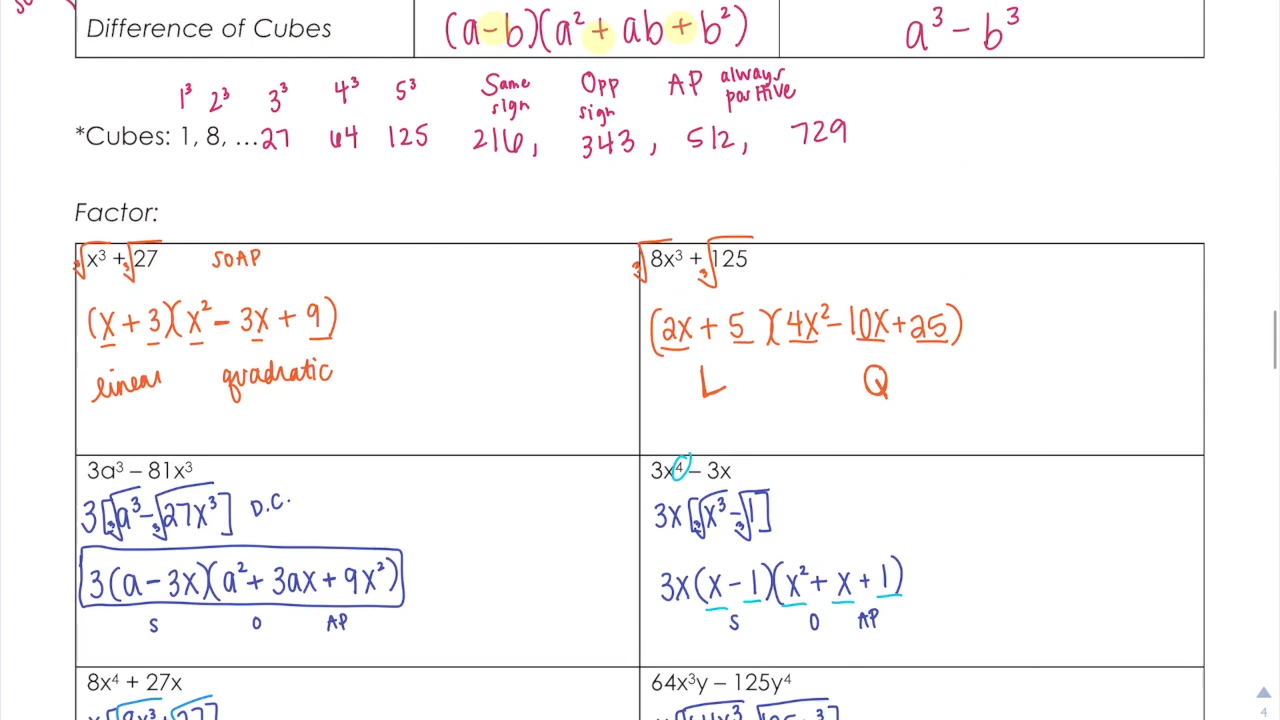 Difference of Cubes (a-b)(a² + ab + b²) a³ - b³
1³ 2³ 3³ 4³ 5³ Same sign Opp sign AP always positive
*Cubes: 1, 8, …27 64 125 216, 343, 512, 729
Factor:
∛x³ + ∛27 SOAP
(x + 3)(x² - 3x + 9)
linear quadratic
∛8x³ + ∛125
(2x + 5)(4x² - 10x + 25)
L Q
3a³ – 81x³
3[∛a³ - ∛27x³] D.C.
3(a - 3x)(a² + 3ax + 9x²)
S O AP
3x⁴ – 3x
3x[∛x³ - ∛1]
3x(x - 1)(x² + x + 1)
S O AP
8x⁴ + 27x
64x³y – 125y⁴
4